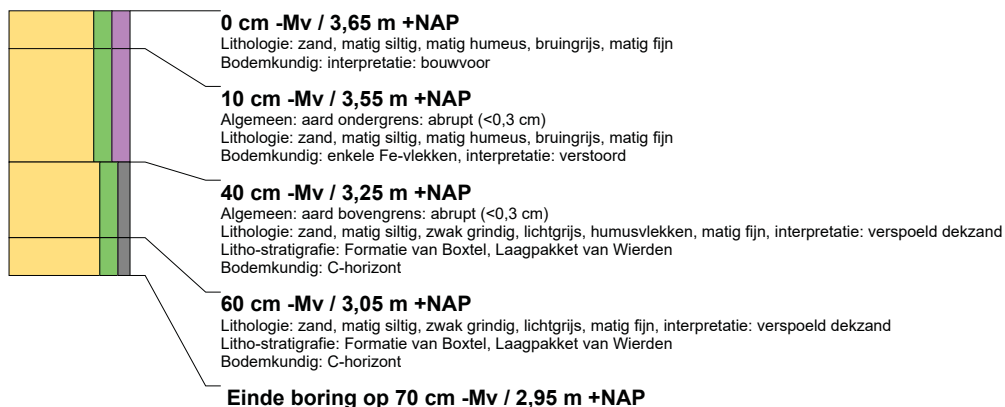 0 cm -Mv / 3,65 m +NAP
Lithologie: zand, matig siltig, matig humeus, bruingrijs, matig fijn
Bodemkundig: interpretatie: bouwvoor
10 cm -Mv / 3,55 m +NAP
Algemeen: aard ondergrens: abrupt (<0,3 cm)
Lithologie: zand, matig siltig, matig humeus, bruingrijs, matig fijn
Bodemkundig: enkele Fe-vlekken, interpretatie: verstoord
40 cm -Mv / 3,25 m +NAP
Algemeen: aard bovengrens: abrupt (<0,3 cm)
Lithologie: zand, matig siltig, zwak grindig, lichtgrijs, humusvlekken, matig fijn, interpretatie: verspoeld dekzand
Litho-stratigrafie: Formatie van Boxtel, Laagpakket van Wierden
Bodemkundig: C-horizont
60 cm -Mv / 3,05 m +NAP
Lithologie: zand, matig siltig, zwak grindig, lichtgrijs, matig fijn, interpretatie: verspoeld dekzand
Litho-stratigrafie: Formatie van Boxtel, Laagpakket van Wierden
Bodemkundig: C-horizont
Einde boring op 70 cm -Mv / 2,95 m +NAP